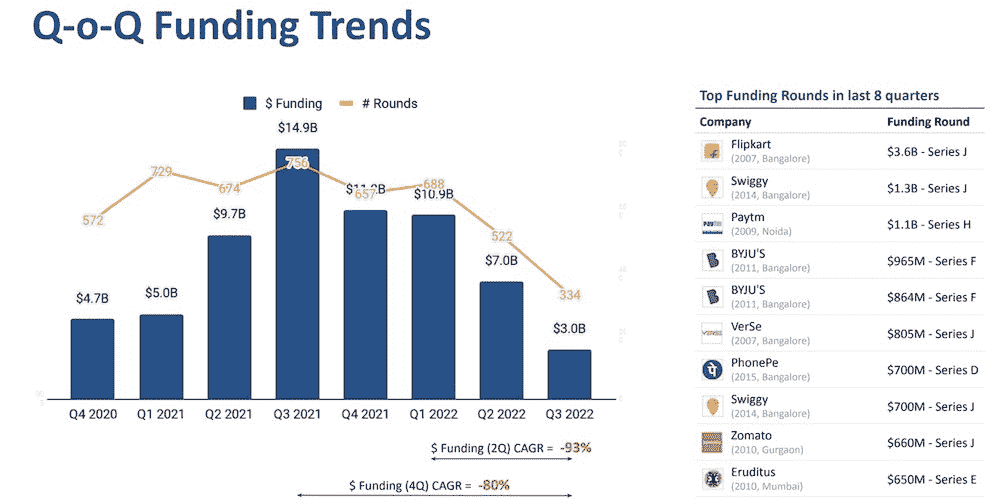 Q-o-Q Funding Trends
$ Funding
# Rounds
$14.9B
756
729
674
688
657
$10.9B
572
$9.7B
522
$7.0B
$4.7B
$5.0B
334
$3.0B
Q4 2020 Q1 2021 Q2 2021 Q3 2021 Q4 2021 Q1 2022 Q2 2022 Q3 2022
$ Funding (2Q) CAGR = -93%
$ Funding (4Q) CAGR = -80%
Top Funding Rounds in last 8 quarters
Company Funding Round
Flipkart
(2007, Bangalore)
$3.6B - Series J
Swiggy
(2014, Bangalore)
$1.3B - Series J
Paytm
(2009, Noida)
$1.1B - Series H
BYJU'S
(2011, Bangalore)
$965M - Series F
BYJU'S
(2011, Bangalore)
$864M - Series F
VerSe
(2007, Bangalore)
$805M - Series J
PhonePe
(2015, Bangalore)
$700M - Series D
Swiggy
(2014, Bangalore)
$700M - Series J
Zomato
(2010, Gurgaon)
$660M - Series J
Eruditus
(2010, Mumbai)
$650M - Series E